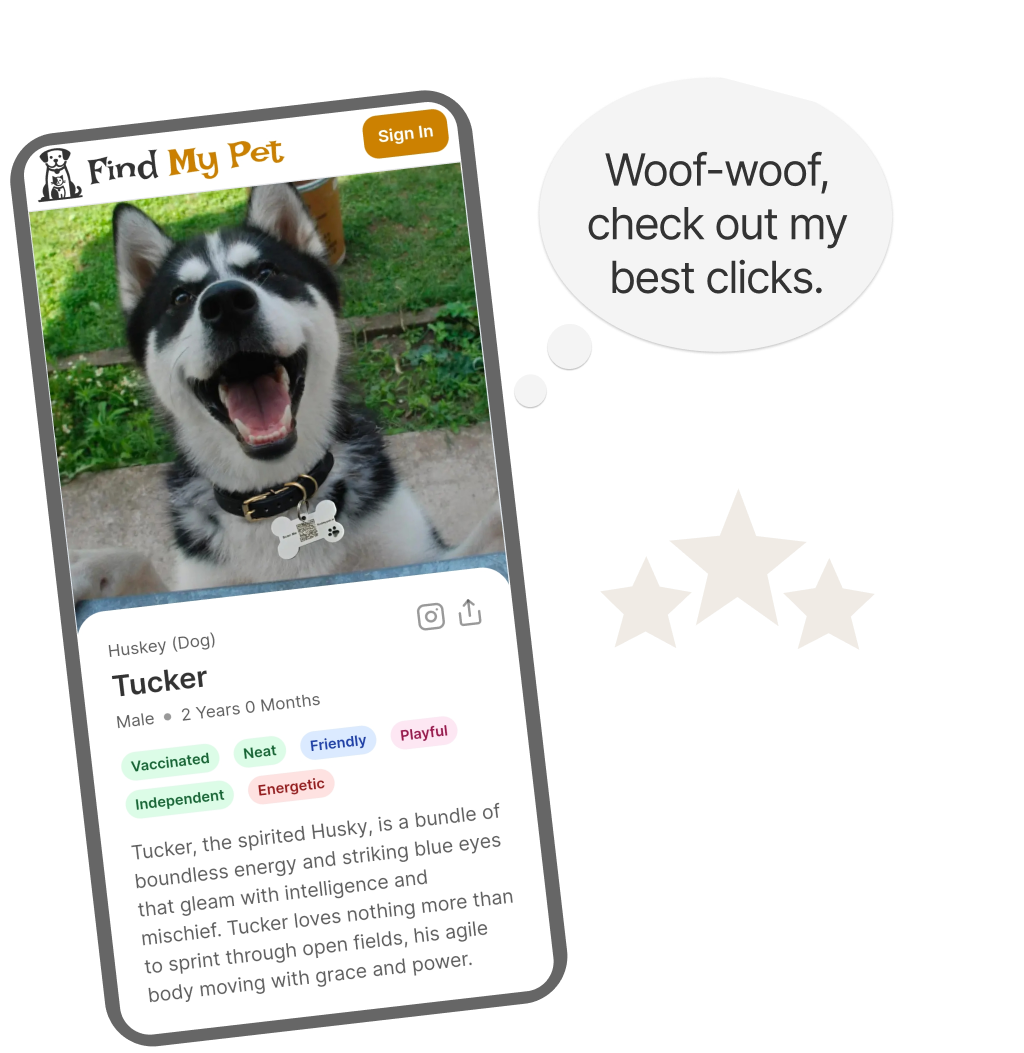 Find My Pet
Sign In
Woof-woof,
check out my
best clicks.
Huskey (Dog)
Tucker
Male • 2 Years 0 Months
Vaccinated Neat Friendly Playful
Independent Energetic
Tucker, the spirited Husky, is a bundle of
boundless energy and striking blue eyes
that gleam with intelligence and
mischief. Tucker loves nothing more than
to sprint through open fields, his agile
body moving with grace and power.